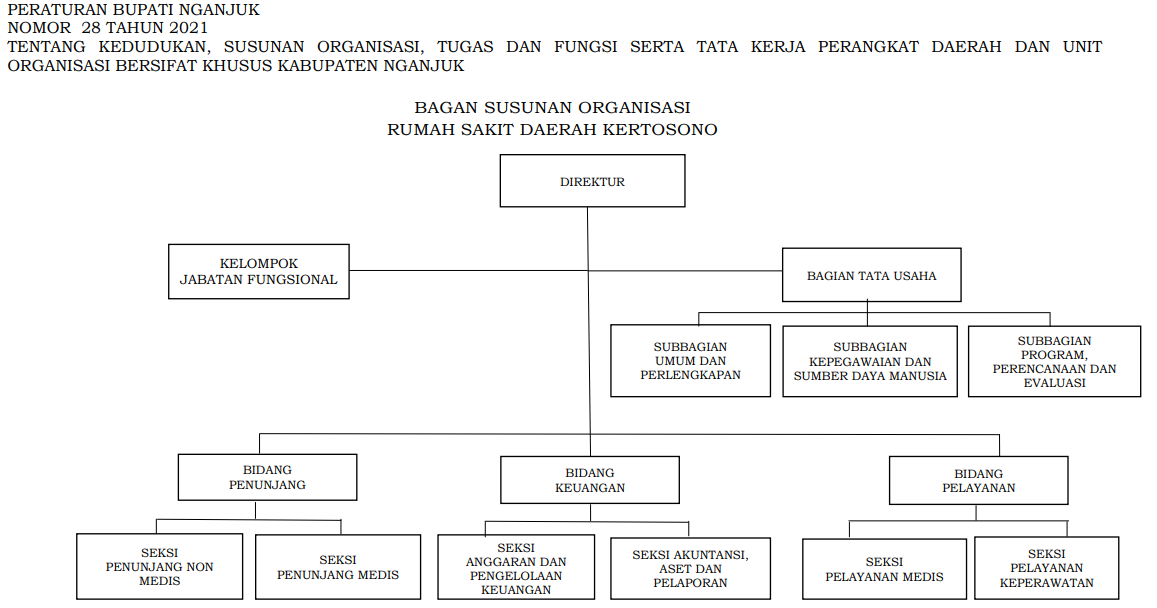 PERATURAN BUPATI NGANJUK
NOMOR 28 TAHUN 2021
TENTANG KEDUDUKAN, SUSUNAN ORGANISASI, TUGAS DAN FUNGSI SERTA TATA KERJA PERANGKAT DAERAH DAN UNIT
ORGANISASI BERSIFAT KHUSUS KABUPATEN NGANJUK
BAGAN SUSUNAN ORGANISASI
RUMAH SAKIT DAERAH KERTOSONO
DIREKTUR
KELOMPOK
JABATAN FUNGSIONAL
BAGIAN TATA USAHA
SUBBAGIAN
UMUM DAN
PERLENGKAPAN
SUBBAGIAN
KEPEGAWAIAN DAN
SUMBER DAYA MANUSIA
SUBBAGIAN
PROGRAM,
PERENCANAAN DAN
EVALUASI
BIDANG
PENUNJANG
BIDANG
KEUANGAN
BIDANG
PELAYANAN
SEKSI
PENUNJANG NON
MEDIS
SEKSI
PENUNJANG MEDIS
SEKSI
ANGGARAN DAN
PENGELOLAAN
KEUANGAN
SEKSI AKUNTANSI,
ASET DAN
PELAPORAN
SEKSI
PELAYANAN MEDIS
SEKSI
PELAYANAN
KEPERAWATAN